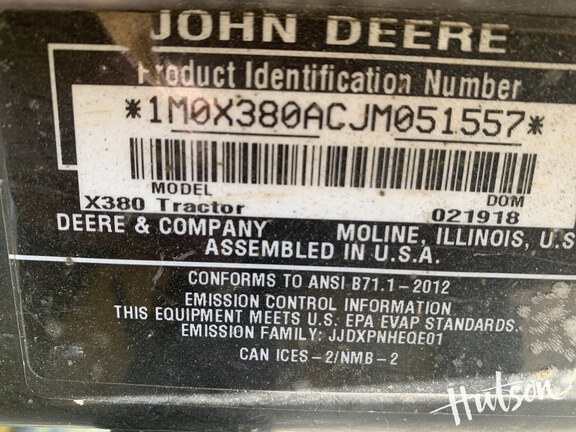 JOHN DEERE
Product Identification Number
*1M0X380ACJM051557*
MODEL DOM
X380 Tractor 021918
DEERE & COMPANY MOLINE, ILLINOIS, U.S
ASSEMBLED IN U.S.A.
CONFORMS TO ANSI B71.1-2012
EMISSION CONTROL INFORMATION
THIS EQUIPMENT MEETS U.S. EPA EVAP STANDARDS.
EMISSION FAMILY: JJDXPNHEQE01
CAN ICES-2/NMB-2
Hutson